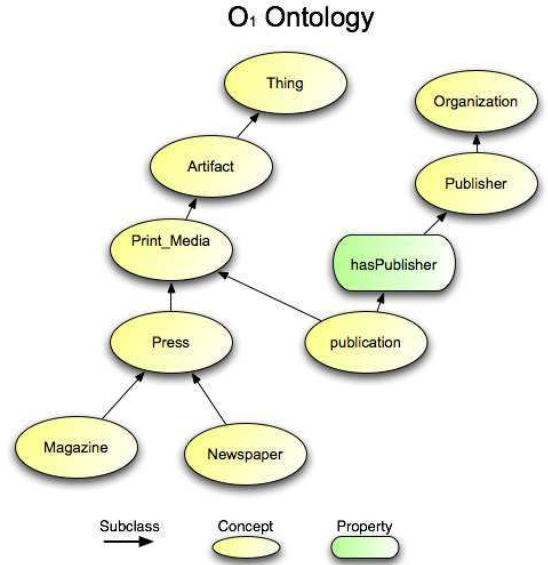 O₁ Ontology
Thing
Organization
Artifact
Publisher
Print_Media
hasPublisher
Press
publication
Magazine
Newspaper
Subclass
Concept
Property